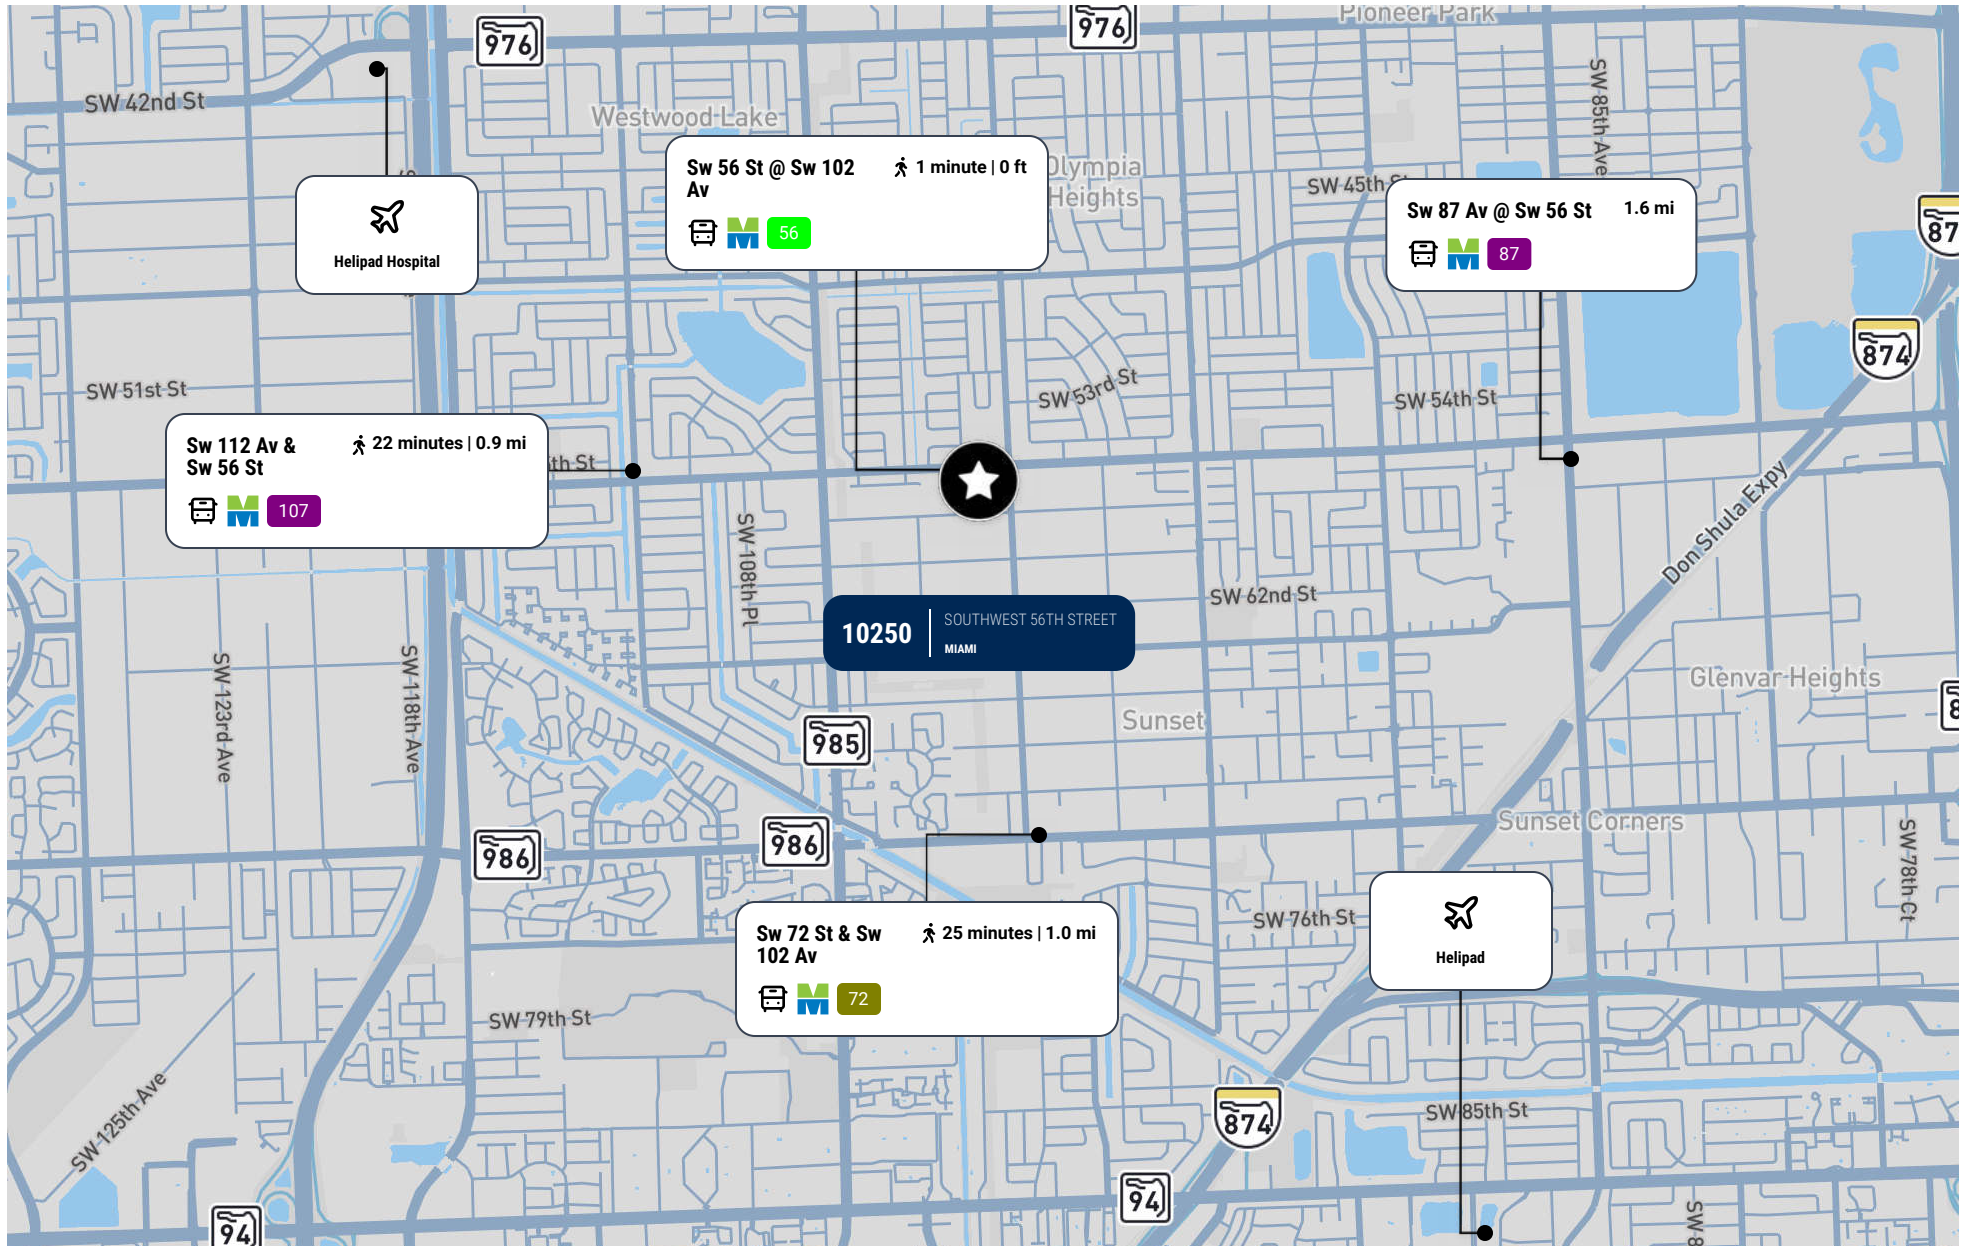 Pioneer Park
976
976
SW 42nd St
SW 85th Ave
Westwood Lake
Olympia
Heights
Sw 56 St @ Sw 102
Av
1 minute | 0 ft
56
SW 45th St
Sw 87 Av @ Sw 56 St
1.6 mi
87
87
Helipad Hospital
874
SW 51st St
SW 53rd St
SW 54th St
Sw 112 Av &
Sw 56 St
22 minutes | 0.9 mi
107
th St
Don Shula Expy
SW 108th Pl
SW 62nd St
10250
SOUTHWEST 56TH STREET
MIAMI
SW 123rd Ave
SW 118th Ave
Glenvar Heights
8
Sunset
985
986
986
Sunset Corners
SW 78th Ct
Sw 72 St & Sw
102 Av
25 minutes | 1.0 mi
72
SW 76th St
Helipad
SW 79th St
SW 125th Ave
874
SW 85th St
94
94
SW 8